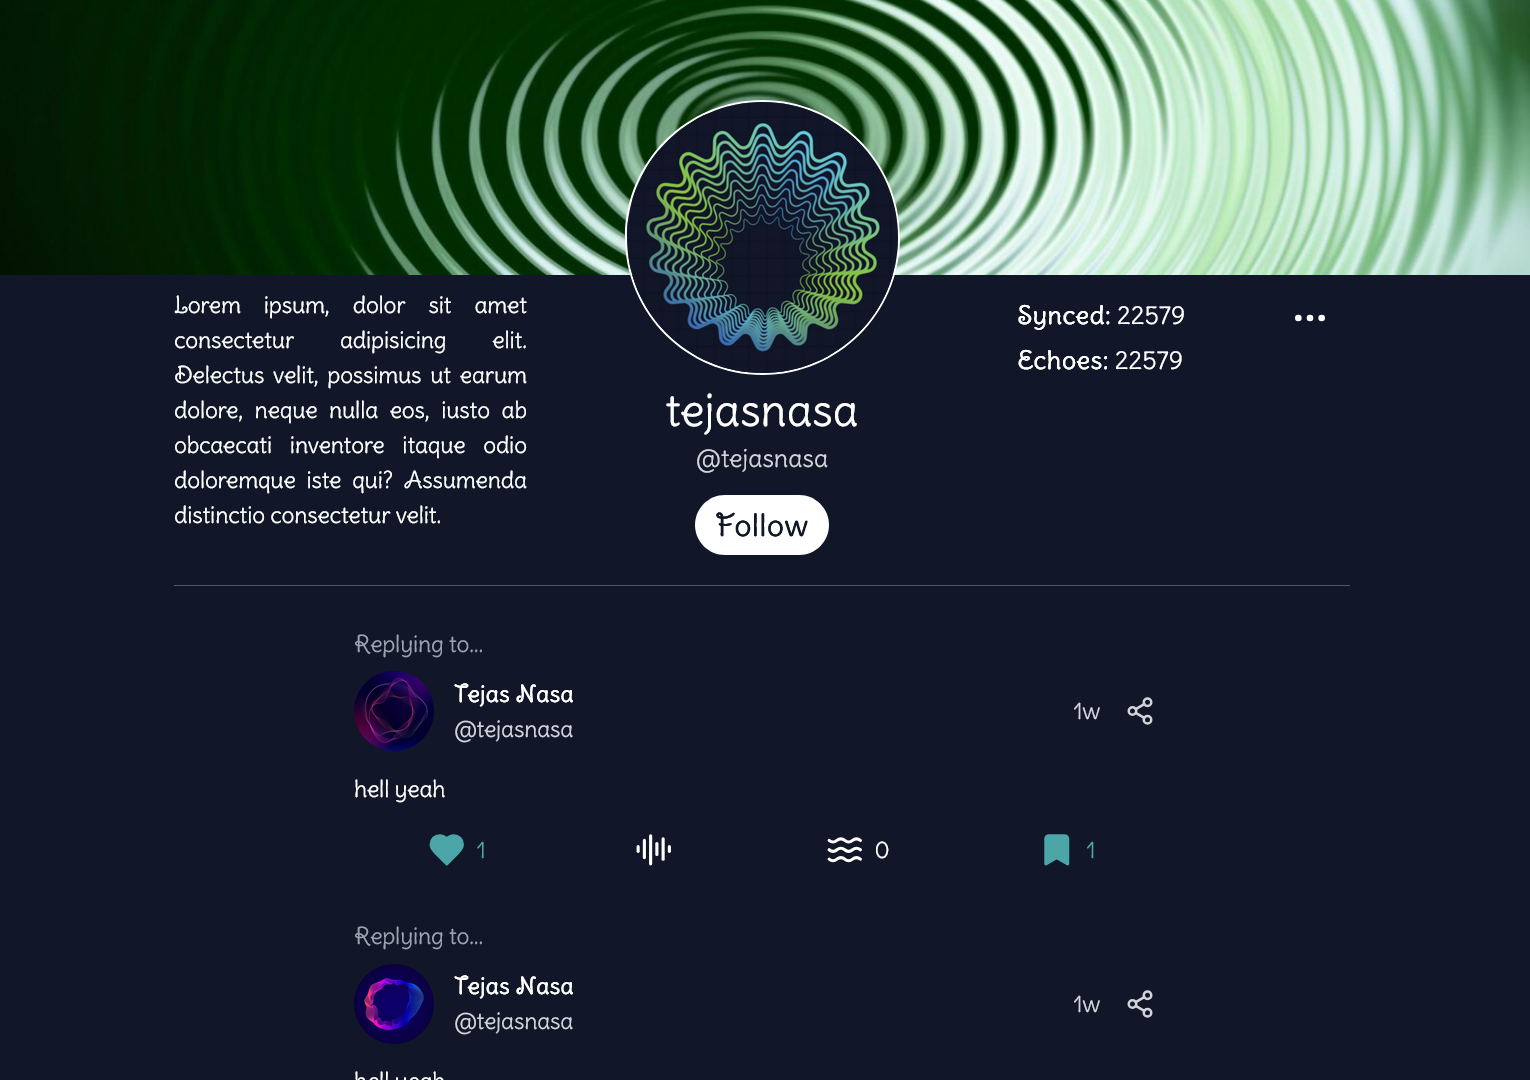 Lorem ipsum, dolor sit amet
consectetur adipisicing elit.
Delectus velit, possimus ut earum
dolore, neque nulla eos, iusto ab
obcaecati inventore itaque odio
doloremque iste qui? Assumenda
distinctio consectetur velit.
tejasnasa
@tejasnasa
Follow
Synced: 22579
Echoes: 22579
Replying to...
Tejas Nasa
@tejasnasa
1w
hell yeah
1
0
1
Replying to...
Tejas Nasa
@tejasnasa
1w
hell yeah